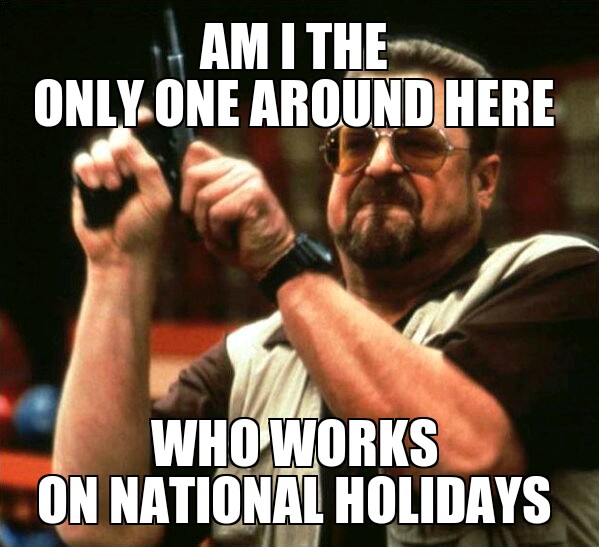 AM I THE
ONLY ONE AROUND HERE
WHO WORKS
ON NATIONAL HOLIDAYS